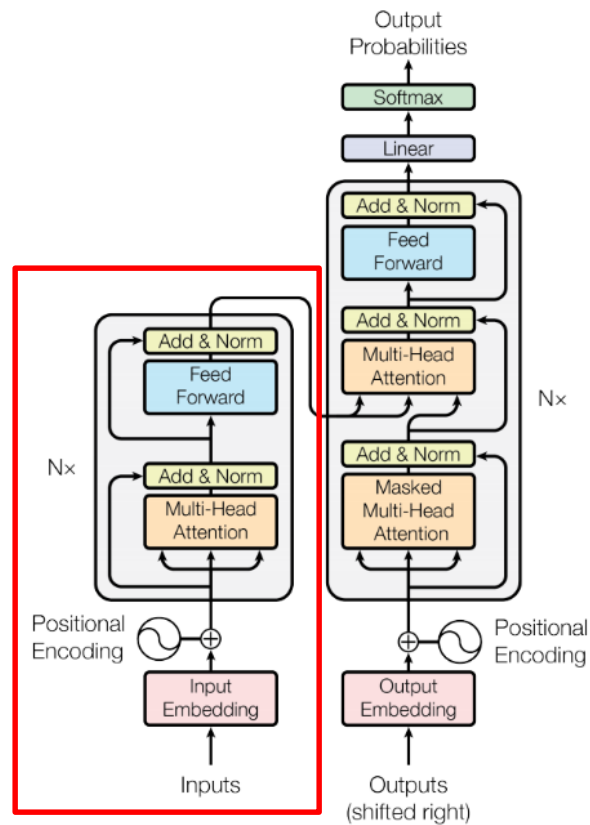 Output
Probabilities
Softmax
Linear
Add & Norm
Feed
Forward
Add & Norm
Multi-Head
Attention
Nx
Add & Norm
Masked
Multi-Head
Attention
Positional
Encoding
Output
Embedding
Outputs
(shifted right)
Add & Norm
Feed
Forward
Nx
Add & Norm
Multi-Head
Attention
Positional
Encoding
Input
Embedding
Inputs